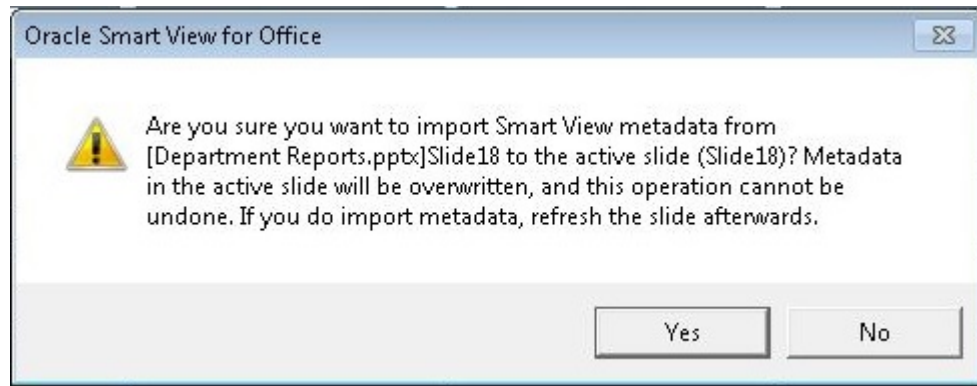 Oracle Smart View for Office
Are you sure you want to import Smart View metadata from
[Department Reports.pptx]Slide18 to the active slide (Slide18)? Metadata
in the active slide will be overwritten, and this operation cannot be
undone. If you do import metadata, refresh the slide afterwards.
Yes
No